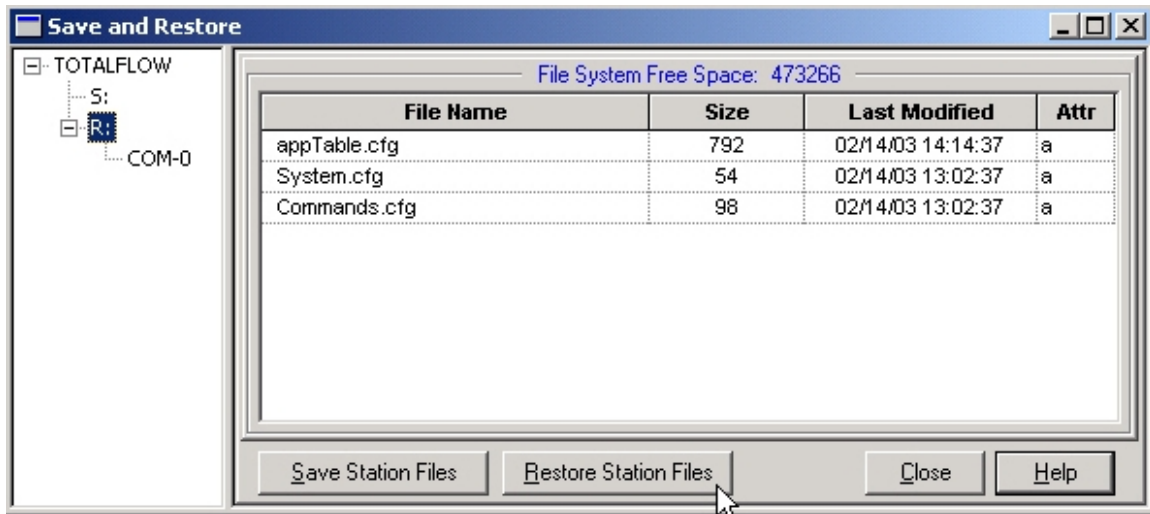 Save and Restore
TOTALFLOW
S:
R:
COM-0
File System Free Space: 473266
File Name Size Last Modified Attr
appTable.cfg 792 02/14/03 14:14:37 a
System.cfg 54 02/14/03 13:02:37 a
Commands.cfg 98 02/14/03 13:02:37 a
Save Station Files Restore Station Files Close Help